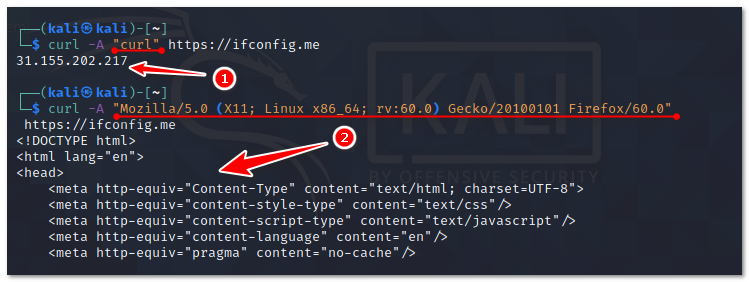 ┌──(kali㉿kali)-[~]
└─$ curl -A "curl" https://ifconfig.me
31.155.202.217
1
┌──(kali㉿kali)-[~]
└─$ curl -A "Mozilla/5.0 (X11; Linux x86_64; rv:60.0) Gecko/20100101 Firefox/60.0"
https://ifconfig.me
<!DOCTYPE html>
<html lang="en">
2
<head>
<meta http-equiv="Content-Type" content="text/html; charset=UTF-8">
<meta http-equiv="content-style-type" content="text/css"/>
<meta http-equiv="content-script-type" content="text/javascript"/>
<meta http-equiv="content-language" content="en"/>
<meta http-equiv="pragma" content="no-cache"/>
KALI
BY OFFENSIVE SECURITY